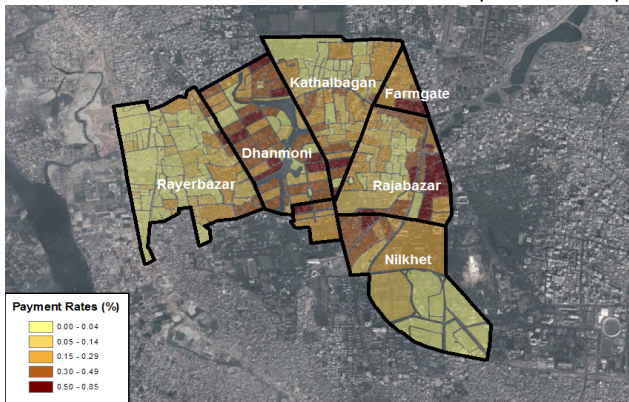 Kathalbagan
Farmgate
Dhanmoni
Rayerbazar
Rajabazar
Nilkhet
Payment Rates (%)
0.00 - 0.04
0.05 - 0.14
0.15 - 0.29
0.30 - 0.49
0.50 - 0.85